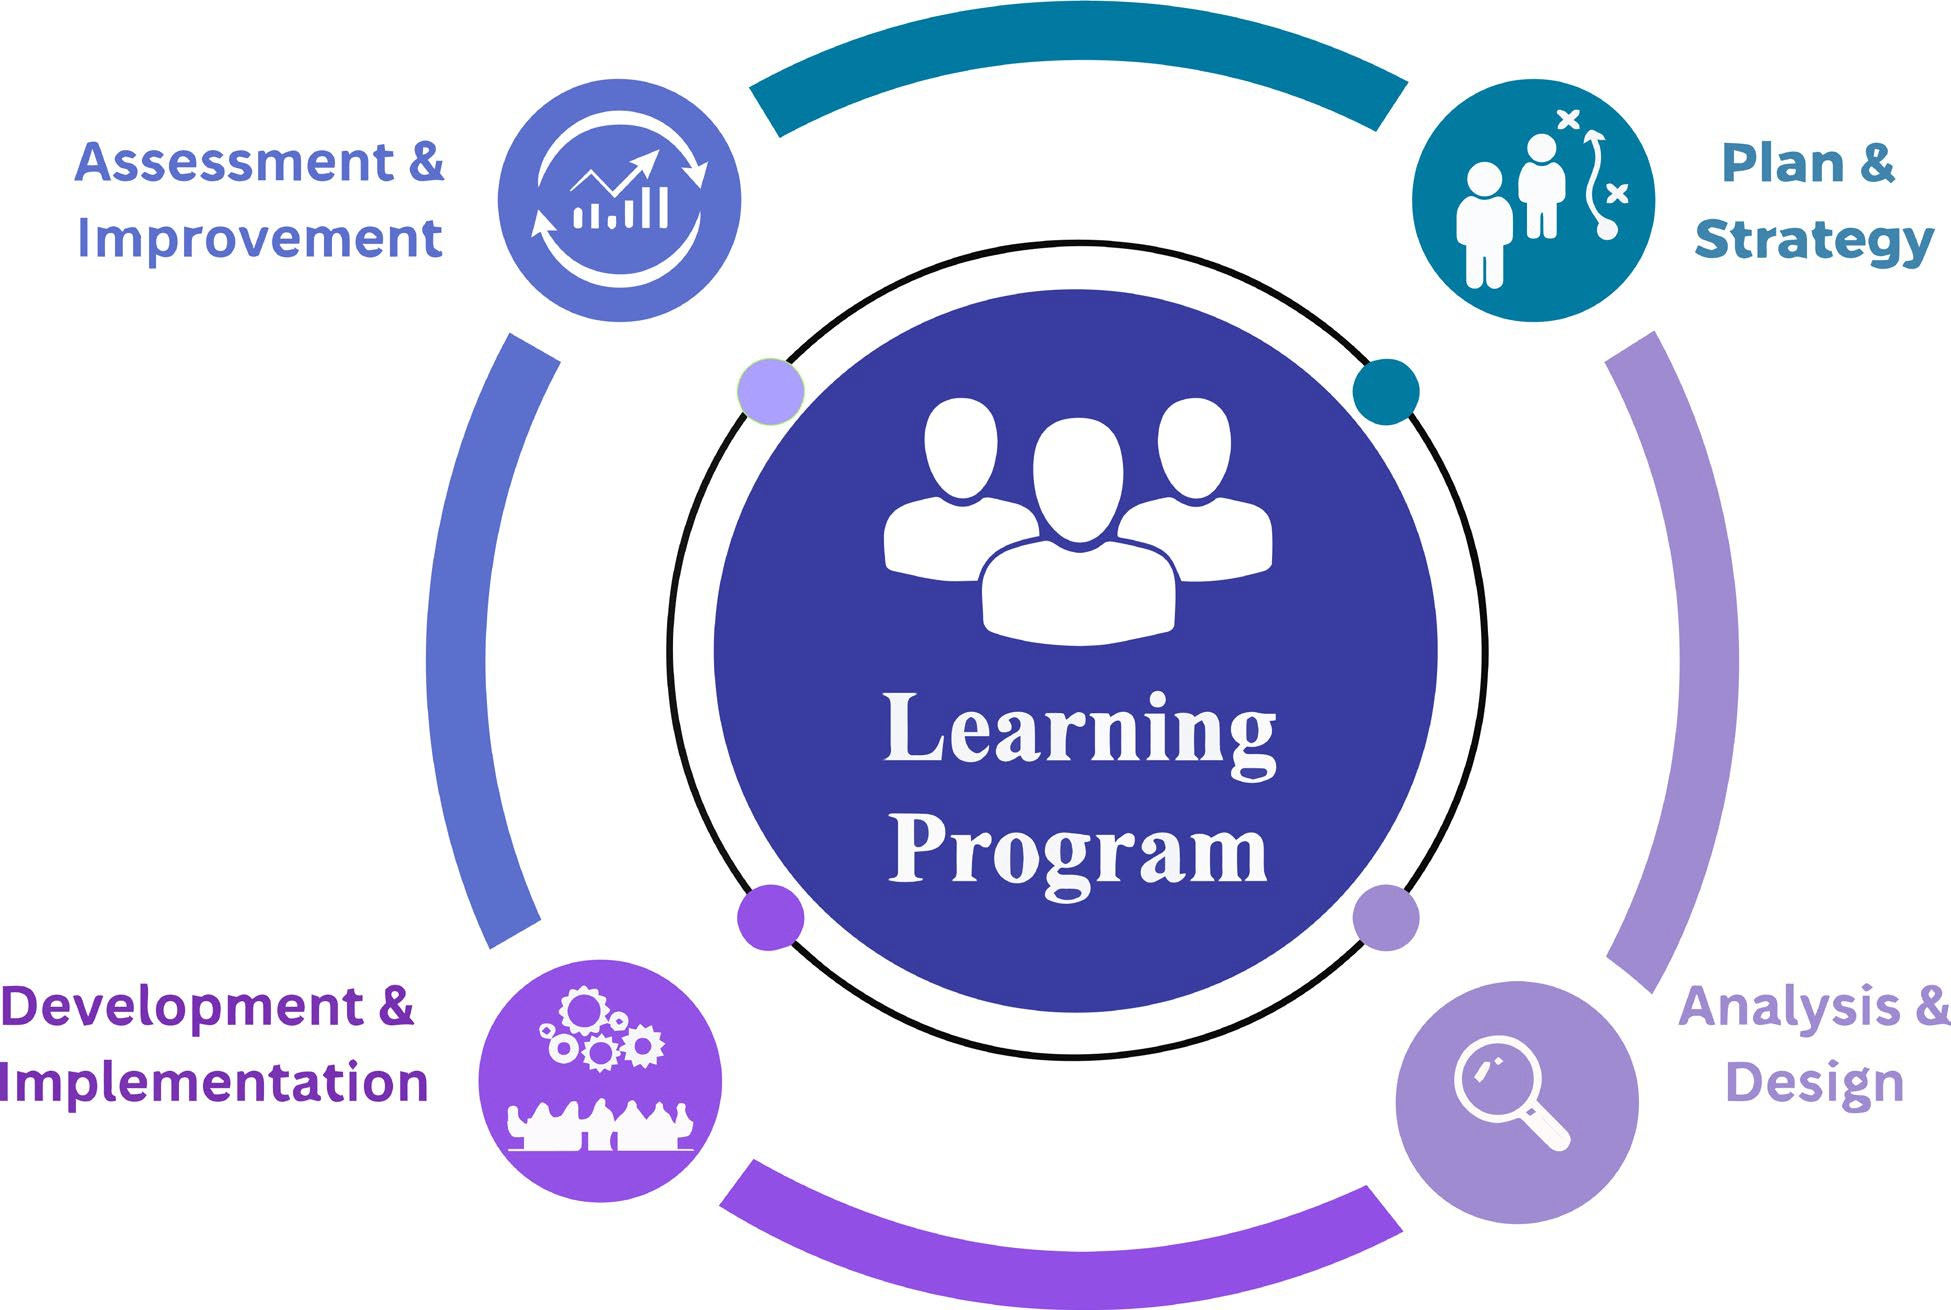 Assessment &
Improvement
Plan &
Strategy
Learning
Program
Development &
Implementation
Analysis &
Design